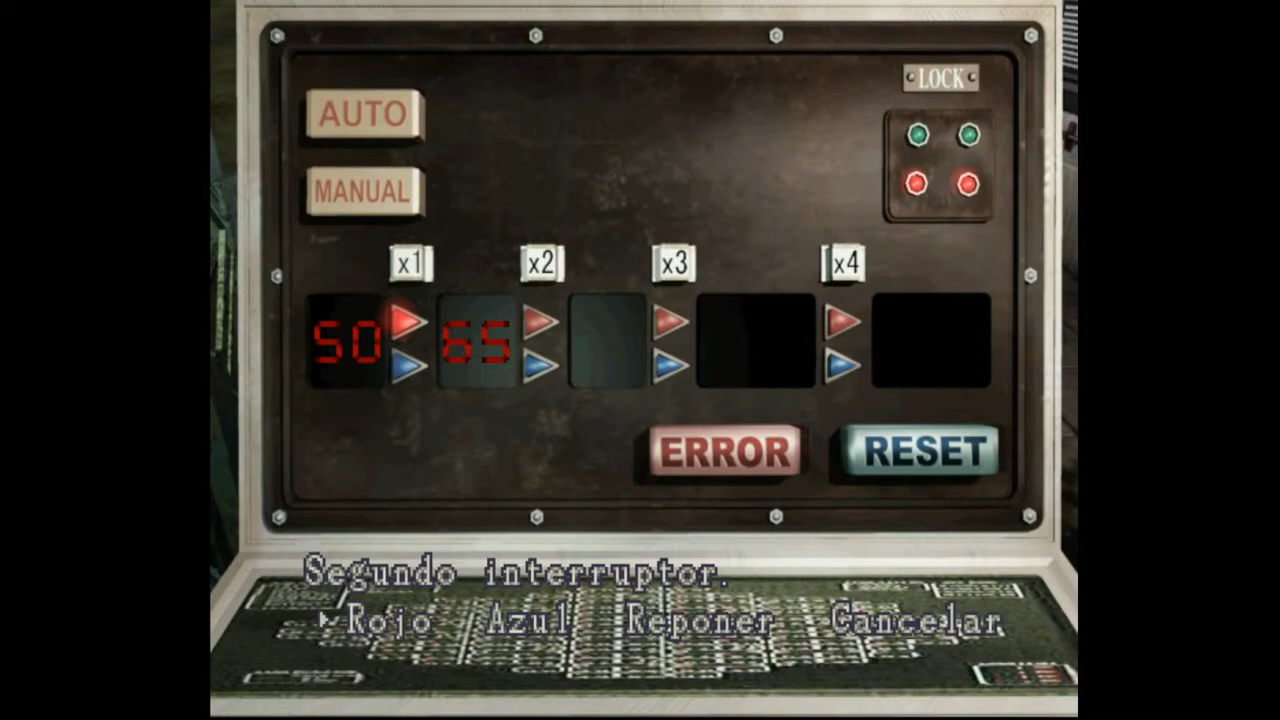 LOCK
AUTO
MANUAL
x1 x2 x3 x4
50 65
ERROR RESET
Segundo interruptor.
Rojo Azul Reponer Cancelar